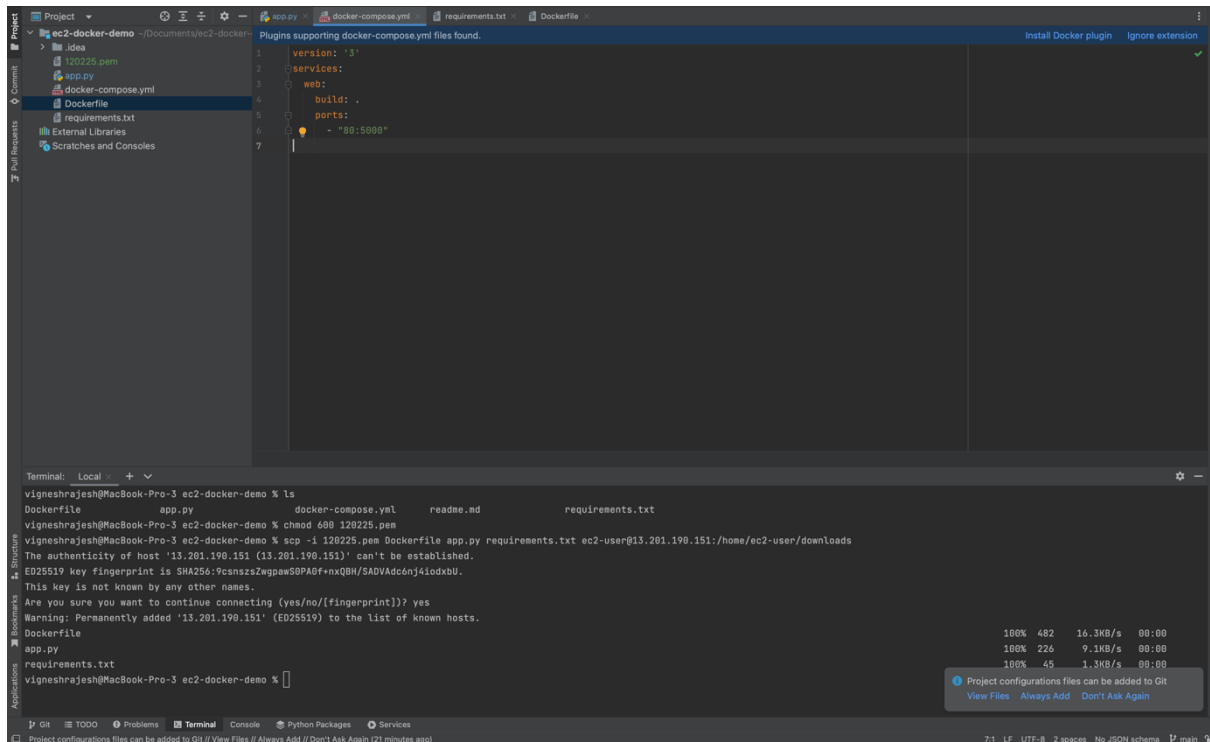 Project
app.py
docker-compose.yml
requirements.txt
Dockerfile
ec2-docker-demo ~/Documents/ec2-docker-
Plugins supporting docker-compose.yml files found.
Install Docker plugin Ignore extension
.idea
120225.pem
app.py
docker-compose.yml
Dockerfile
requirements.txt
External Libraries
Scratches and Consoles
Project
Commit
Pull Requests
Structure
Bookmarks
Applications
1 version: '3'
2 services:
3 web:
4 build: .
5 ports:
6 - "80:5000"
7
Terminal: Local
vigneshrajesh@MacBook-Pro-3 ec2-docker-demo % ls
Dockerfile app.py docker-compose.yml readme.md requirements.txt
vigneshrajesh@MacBook-Pro-3 ec2-docker-demo % chmod 600 120225.pem
vigneshrajesh@MacBook-Pro-3 ec2-docker-demo % scp -i 120225.pem Dockerfile app.py requirements.txt ec2-user@13.201.190.151:/home/ec2-user/downloads
The authenticity of host '13.201.190.151 (13.201.190.151)' can't be established.
ED25519 key fingerprint is SHA256:9csnszsZwgpawS0PA0f+nxQBH/SADVAdc6nj4iodxbU.
This key is not known by any other names.
Are you sure you want to continue connecting (yes/no/[fingerprint])? yes
Warning: Permanently added '13.201.190.151' (ED25519) to the list of known hosts.
Dockerfile 100% 482 16.3KB/s 00:00
app.py 100% 226 9.1KB/s 00:00
requirements.txt 100% 45 1.3KB/s 00:00
vigneshrajesh@MacBook-Pro-3 ec2-docker-demo %
Project configurations files can be added to Git
View Files Always Add Don't Ask Again
Git TODO Problems Terminal Console Python Packages Services
Project configurations files can be added to Git // View Files // Always Add // Don't Ask Again (21 minutes ago)
7:1 LF UTF-8 2 spaces No JSON schema main